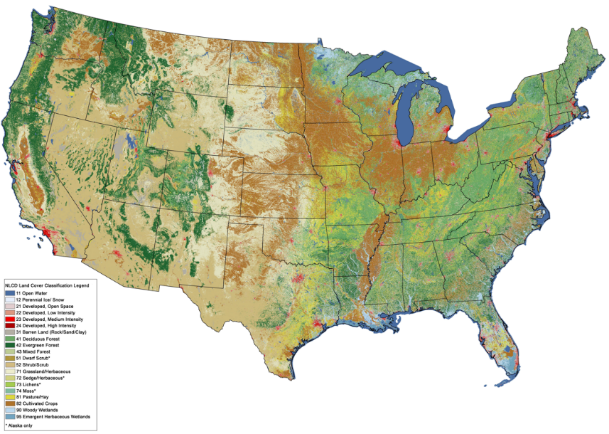 NLCD Land Cover Classification Legend
11 Open Water
12 Perennial Ice/ Snow
21 Developed, Open Space
22 Developed, Low Intensity
23 Developed, Medium Intensity
24 Developed, High Intensity
31 Barren Land (Rock/Sand/Clay)
41 Deciduous Forest
42 Evergreen Forest
43 Mixed Forest
51 Dwarf Scrub*
52 Shrub/Scrub
71 Grassland/Herbaceous
72 Sedge/Herbaceous*
73 Lichens*
74 Moss*
81 Pasture/Hay
82 Cultivated Crops
90 Woody Wetlands
95 Emergent Herbaceous Wetlands
* Alaska only